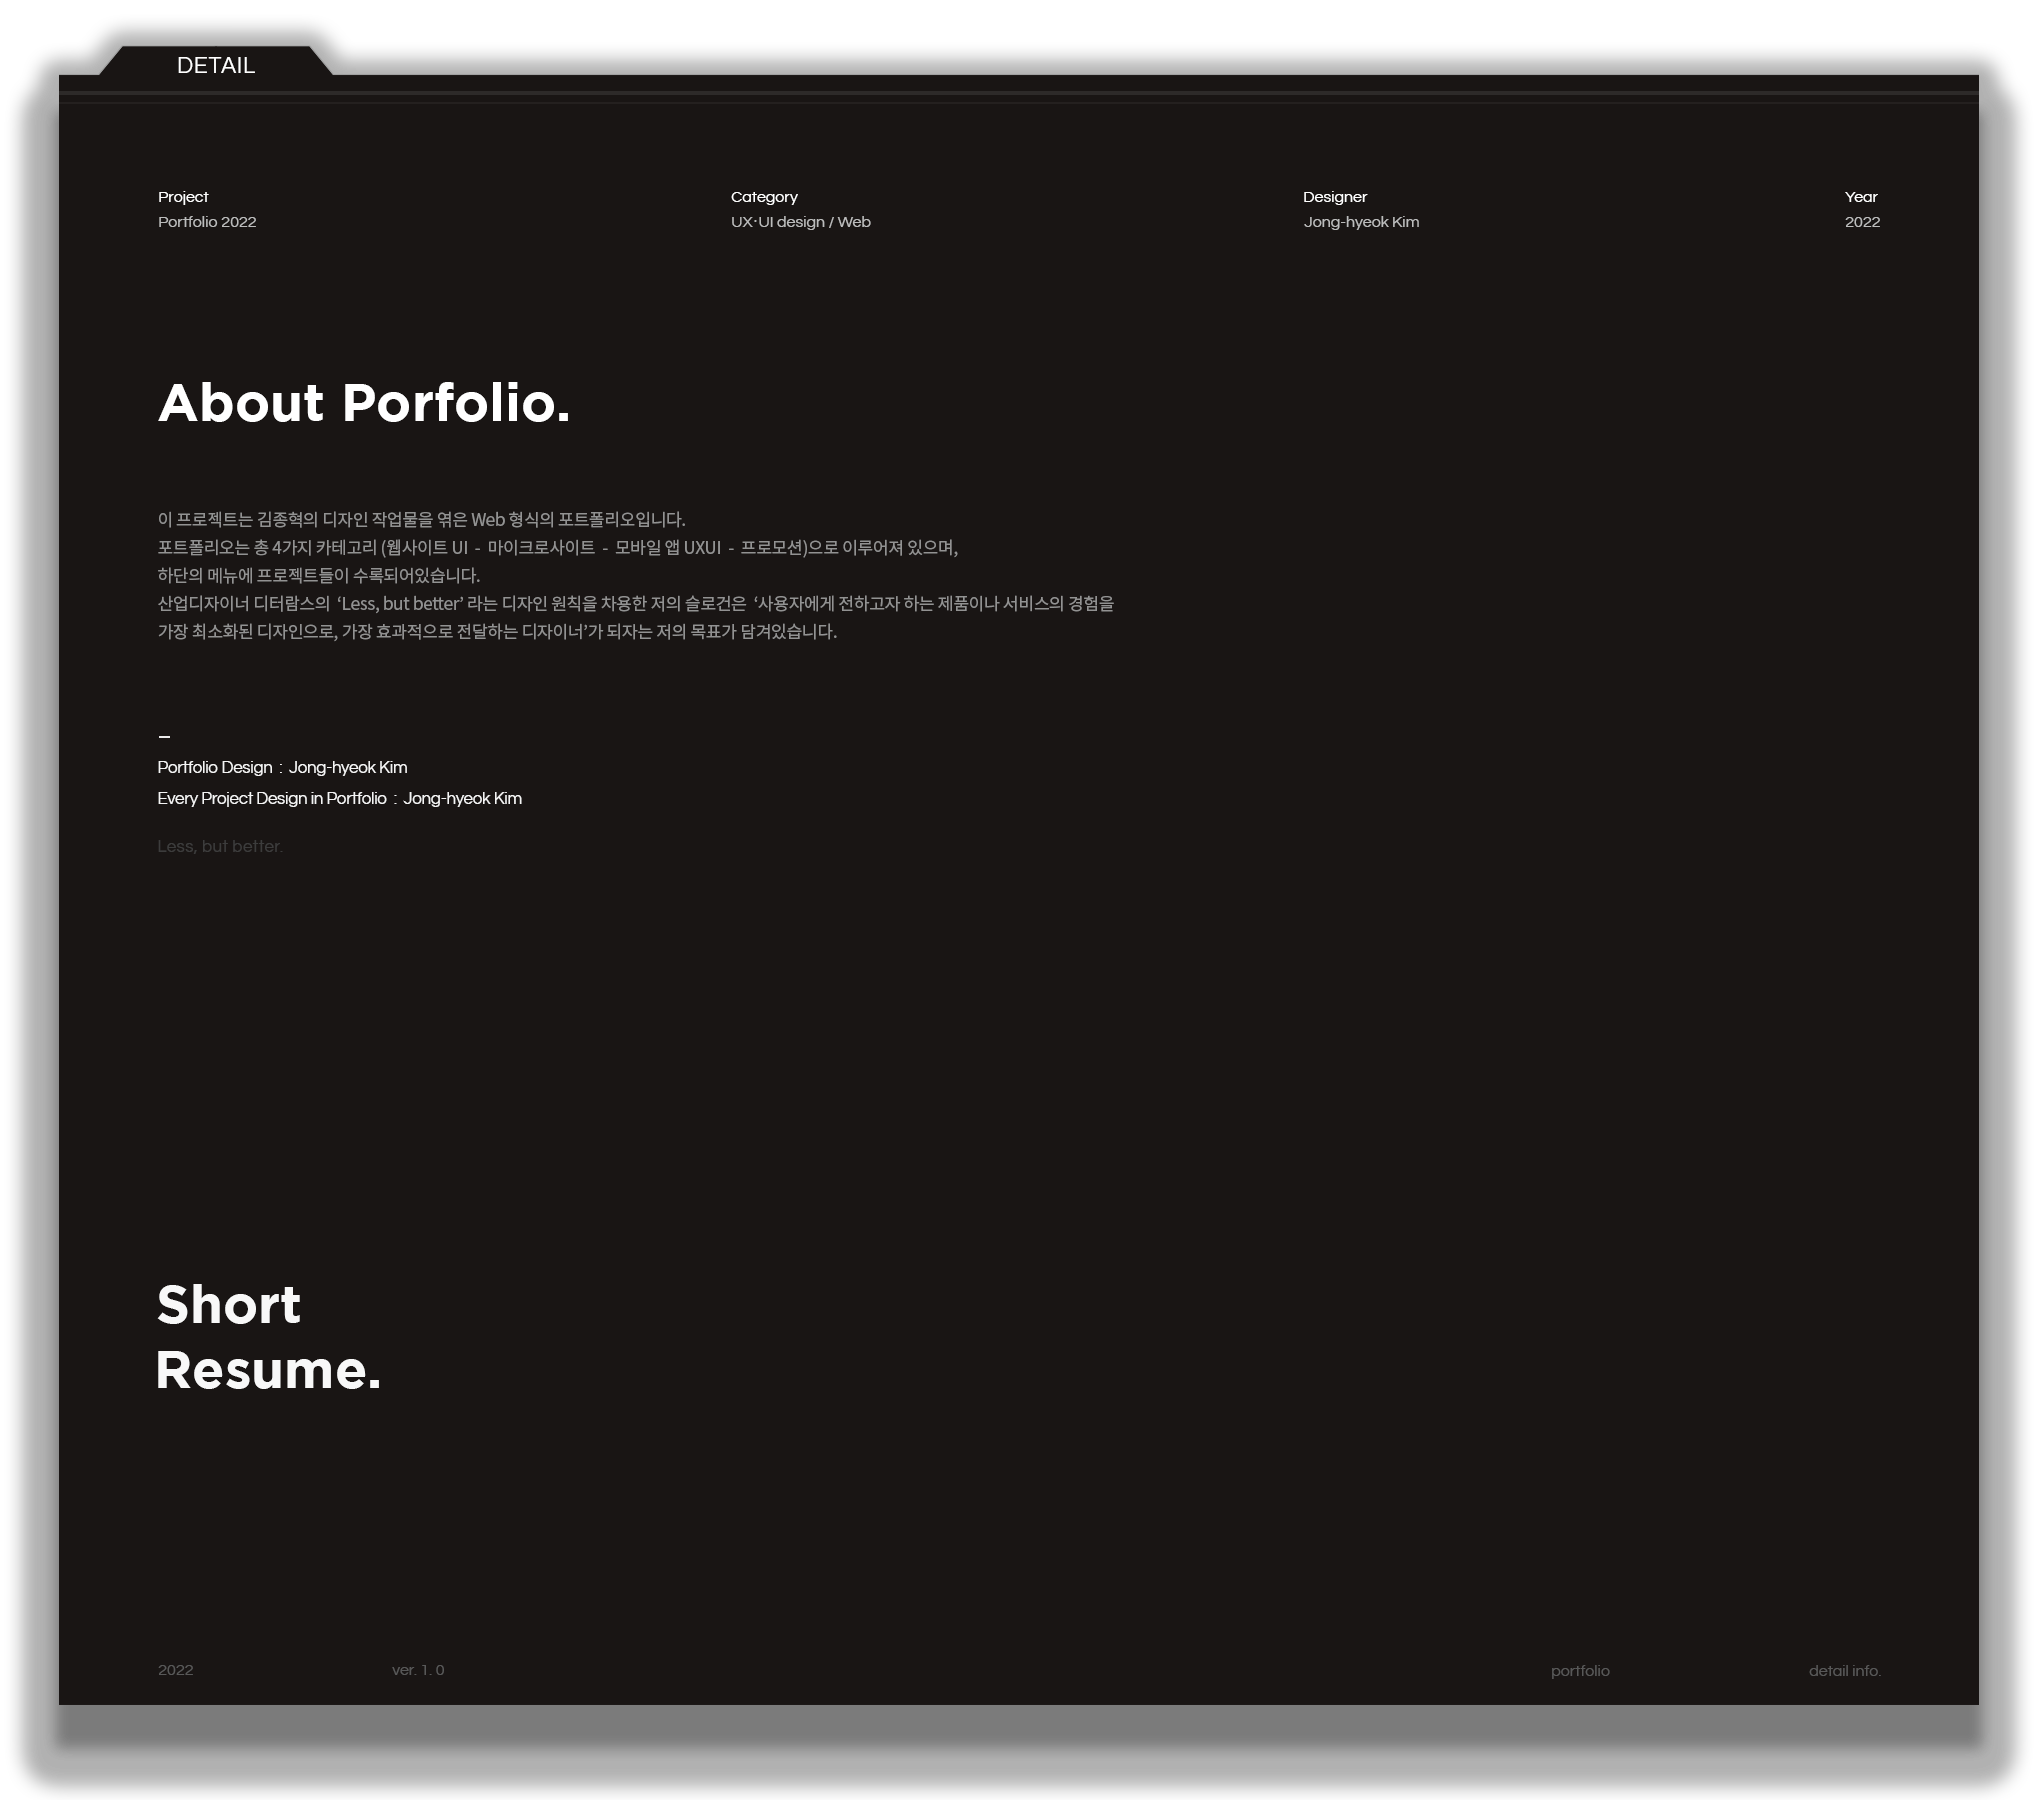 DETAIL
Project
Portfolio 2022
Category
UX·UI design / Web
Designer
Jong-hyeok Kim
Year
2022
About Porfolio.
이 프로젝트는 김종혁의 디자인 작업물을 엮은 Web 형식의 포트폴리오입니다.
포트폴리오는 총 4가지 카테고리 (웹사이트 UI - 마이크로사이트 - 모바일 앱 UXUI - 프로모션)으로 이루어져 있으며,
하단의 메뉴에 프로젝트들이 수록되어있습니다.
산업디자이너 디터람스의 ‘Less, but better’ 라는 디자인 원칙을 차용한 저의 슬로건은 ‘사용자에게 전하고자 하는 제품이나 서비스의 경험을
가장 최소화된 디자인으로, 가장 효과적으로 전달하는 디자이너’가 되자는 저의 목표가 담겨있습니다.
–
Portfolio Design : Jong-hyeok Kim
Every Project Design in Portfolio : Jong-hyeok Kim
Less, but better.
Short
Resume.
2022
ver. 1. 0
portfolio
detail info.